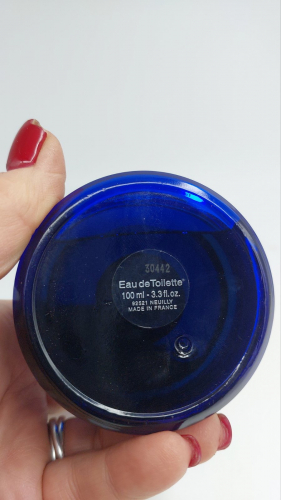 30442
Eau de Toilette
100 ml - 3.3 fl.oz.
92521 NEUILLY
MADE IN FRANCE